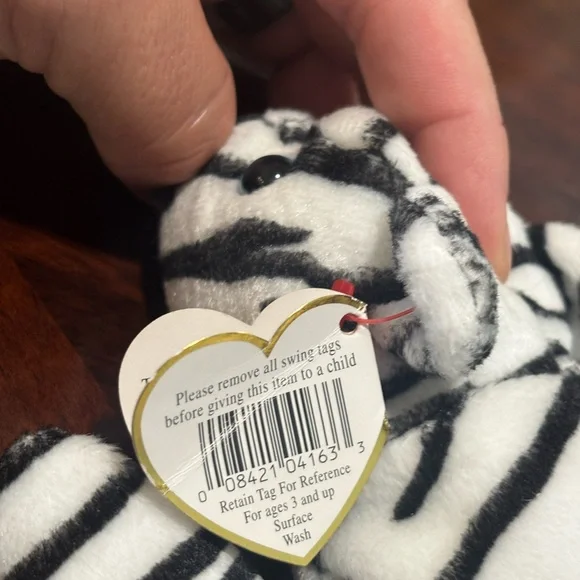 Please remove all swing tags
before giving this item to a child
0 08421 04163 3
Retain Tag For Reference
For ages 3 and up
Surface
Wash